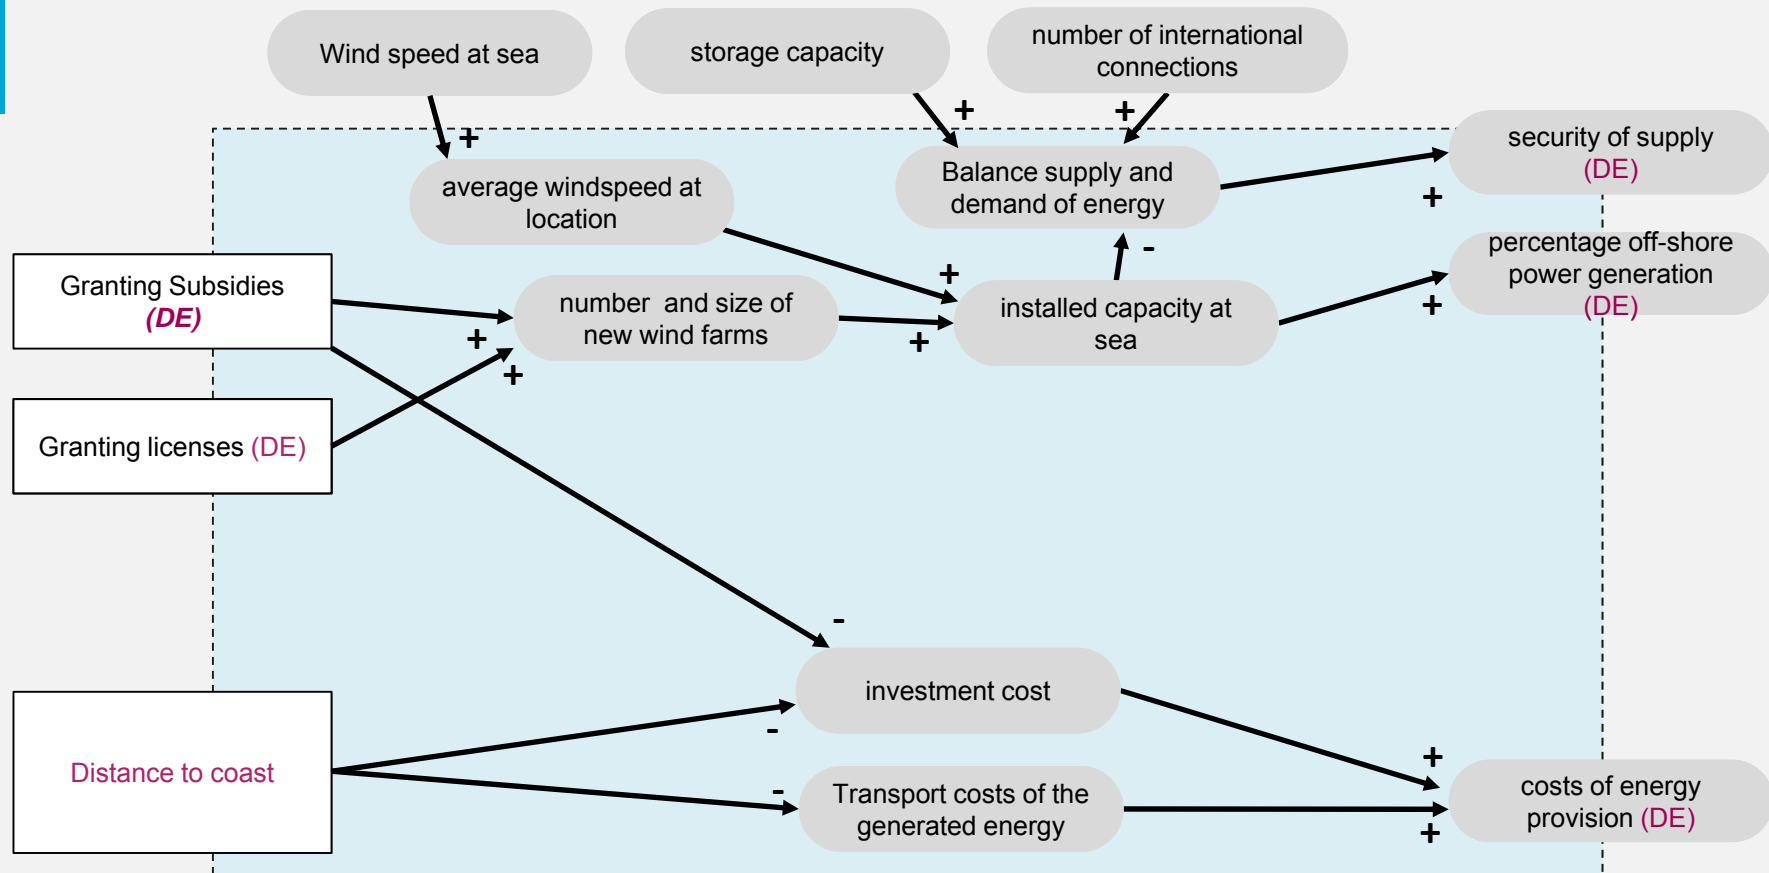 Wind speed at sea
storage capacity
number of international
connections
+
+
+
security of supply
(DE)
average windspeed at
location
Balance supply and
demand of energy
+
-
percentage off-shore
power generation
(DE)
+
Granting Subsidies
(DE)
number and size of
new wind farms
+
installed capacity at
sea
+
+
+
Granting licenses (DE)
-
investment cost
-
+
Distance to coast
-
Transport costs of the
generated energy
+
costs of energy
provision (DE)